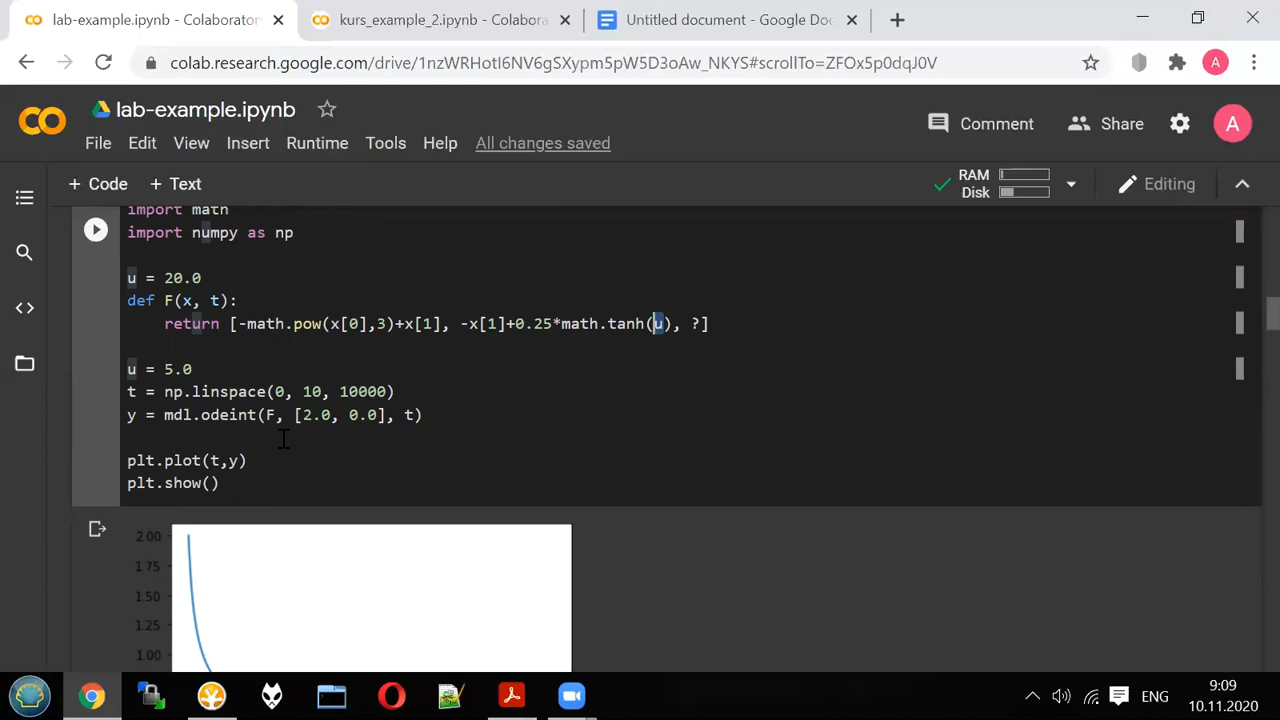 lab-example.ipynb - Colaborator
kurs_example_2.ipynb - Colabora
Untitled document - Google Doc
colab.research.google.com/drive/1nzWRHotI6NV6gSXypm5pW5D3oAw_NKYS#scrollTo=ZFOx5p0dqJ0V
A
lab-example.ipynb
Comment
Share
A
File Edit View Insert Runtime Tools Help All changes saved
+ Code + Text
RAM
Disk
Editing
import math
import numpy as np
u = 20.0
def F(x, t):
return [-math.pow(x[0],3)+x[1], -x[1]+0.25*math.tanh(u), ?]
u = 5.0
t = np.linspace(0, 10, 10000)
y = mdl.odeint(F, [2.0, 0.0], t)
plt.plot(t,y)
plt.show()
2.00
1.75
1.50
1.25
1.00
ENG
9:09
10.11.2020